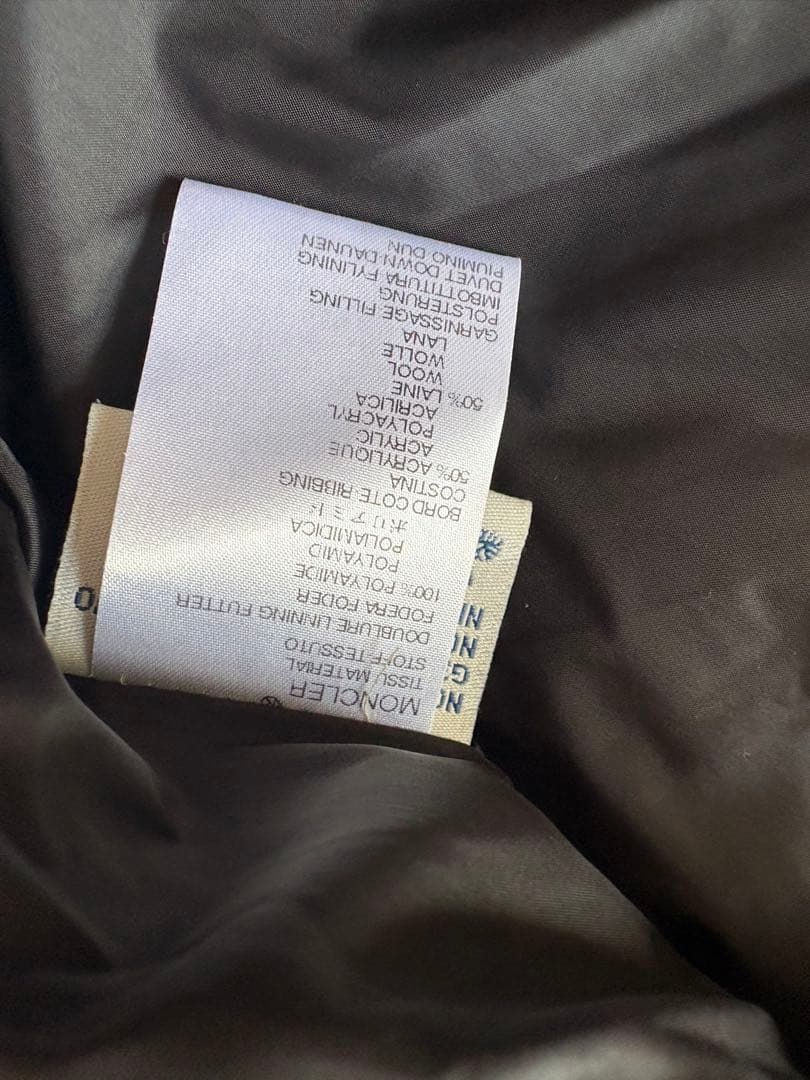 MONCLER
TISSU MATERIAL
STOFF TESSUTO
DOUBLURE LINNING FUTTER
FODERA FODER
100% POLYAMIDE
POLYAMID
POLIAMIDICA
ポリアミド
BORD COTE RIBBING
COSTINA
50% ACRYLIQUE
ACRYLIC
POLYACRYL
ACRILICA
50% LAINE
WOOL
WOLLE
LANA
GARNISSAGE FILLING
POLSTERUNG
IMBOTTITURA FYLINING
DUVET DOWN DAUNEN
PIUMINO DUN